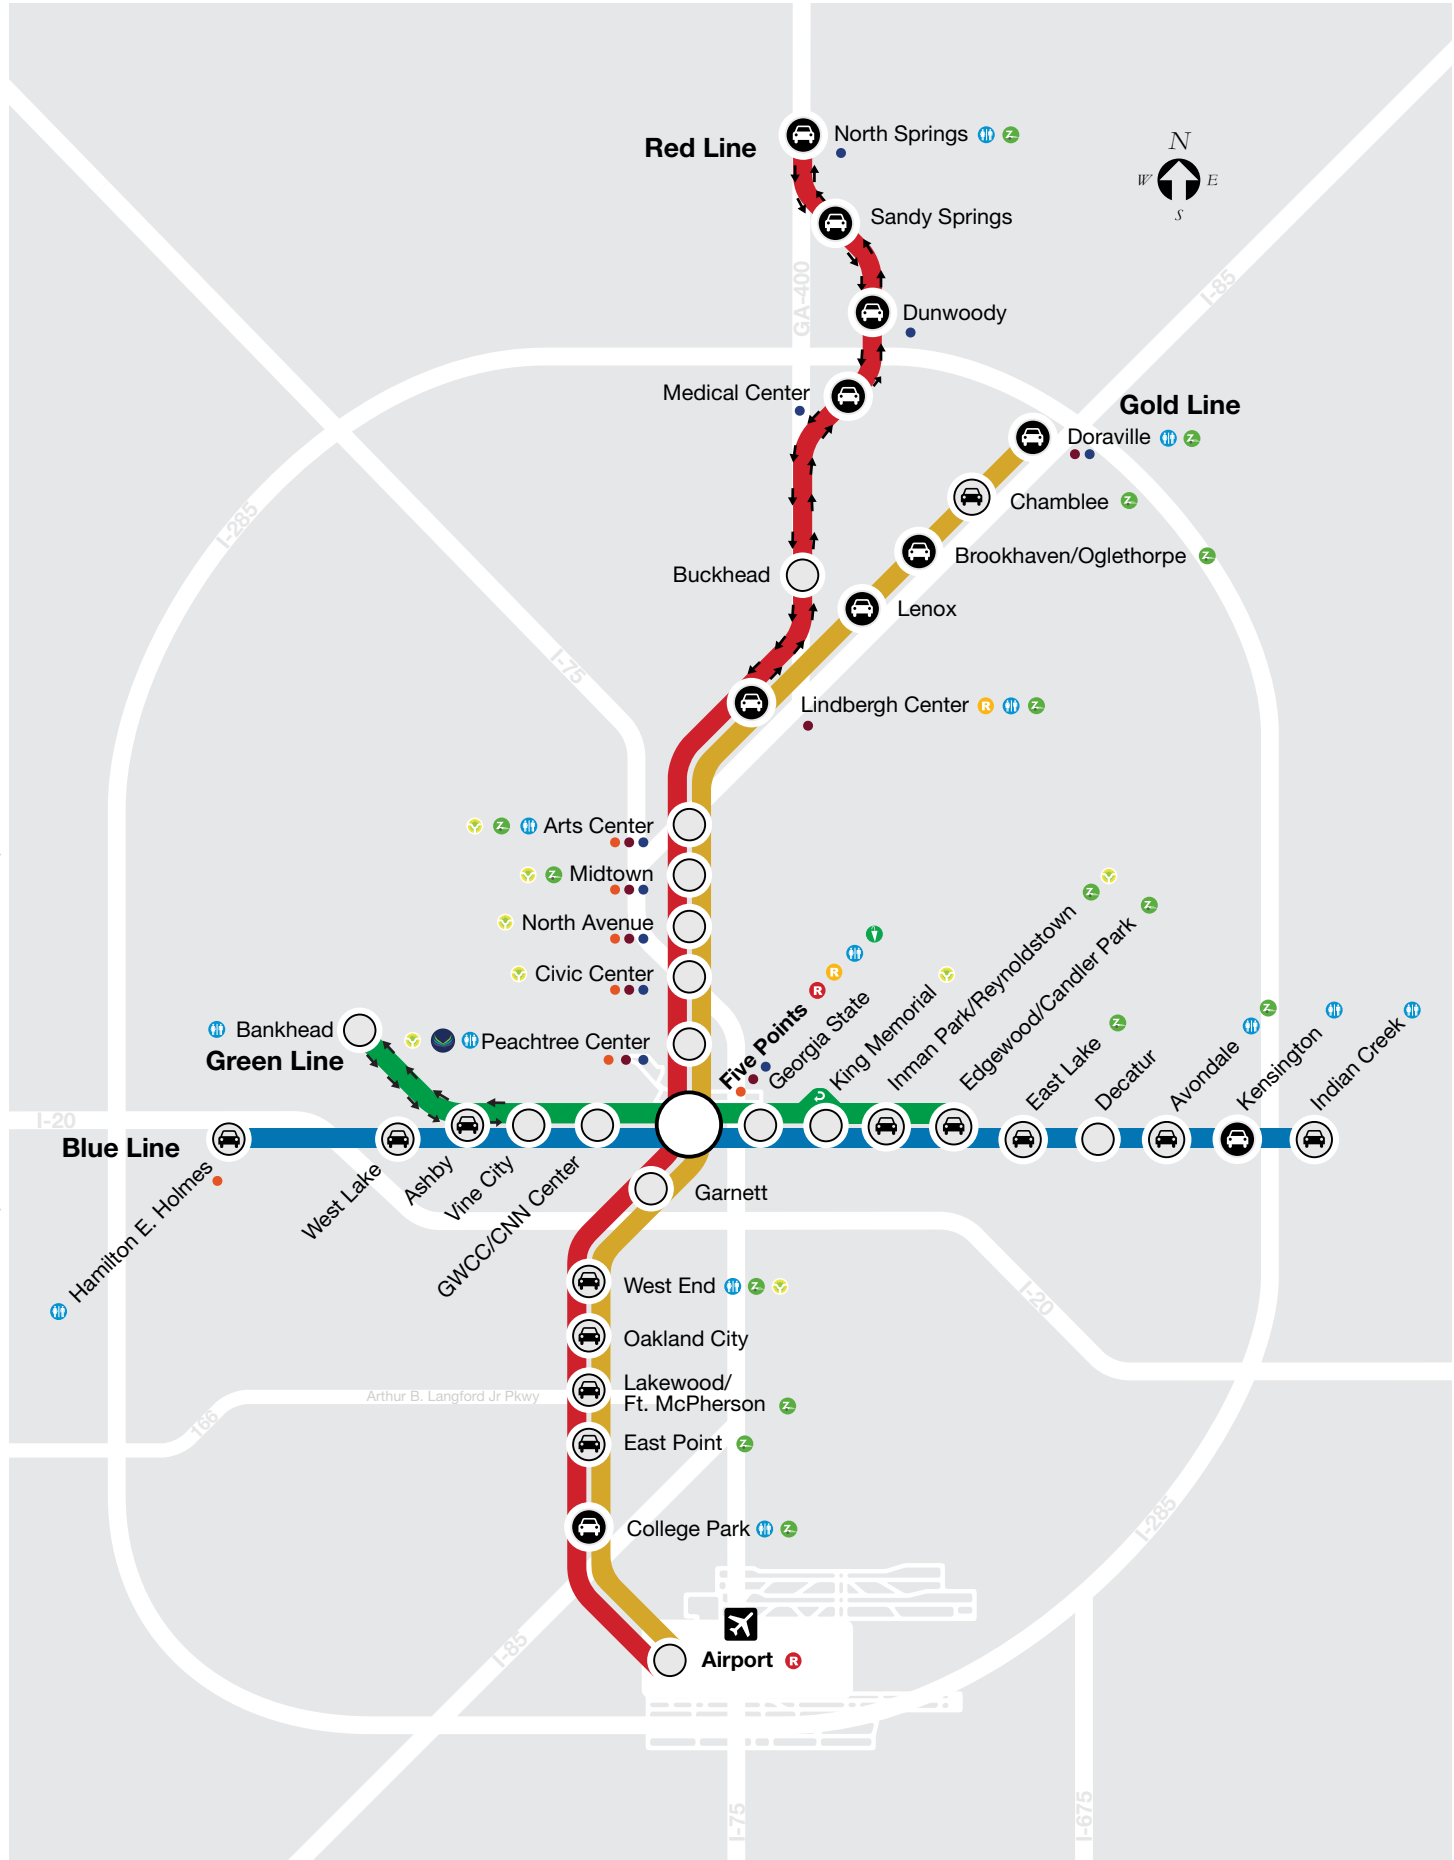 N
W E
S
Red Line
North Springs
Sandy Springs
GA-400
Dunwoody
I-85
Medical Center
Gold Line
Doraville
Chamblee
I-285
Brookhaven/Oglethorpe
Buckhead
Lenox
I-75
Lindbergh Center R
Arts Center
Midtown
North Avenue
Civic Center
Peachtree Center
Bankhead
Green Line
Five Points R R
Georgia State
King Memorial
Inman Park/Reynoldstown
Edgewood/Candler Park
East Lake
Decatur
Avondale
Kensington
Indian Creek
I-20
Blue Line
Hamilton E. Holmes
West Lake
Ashby
Vine City
GWCC/CNN Center
Garnett
West End
I-20
Oakland City
Lakewood/
Ft. McPherson
Arthur B. Langford Jr Pkwy
166
East Point
College Park
I-285
I-85
Airport R
I-75
I-675